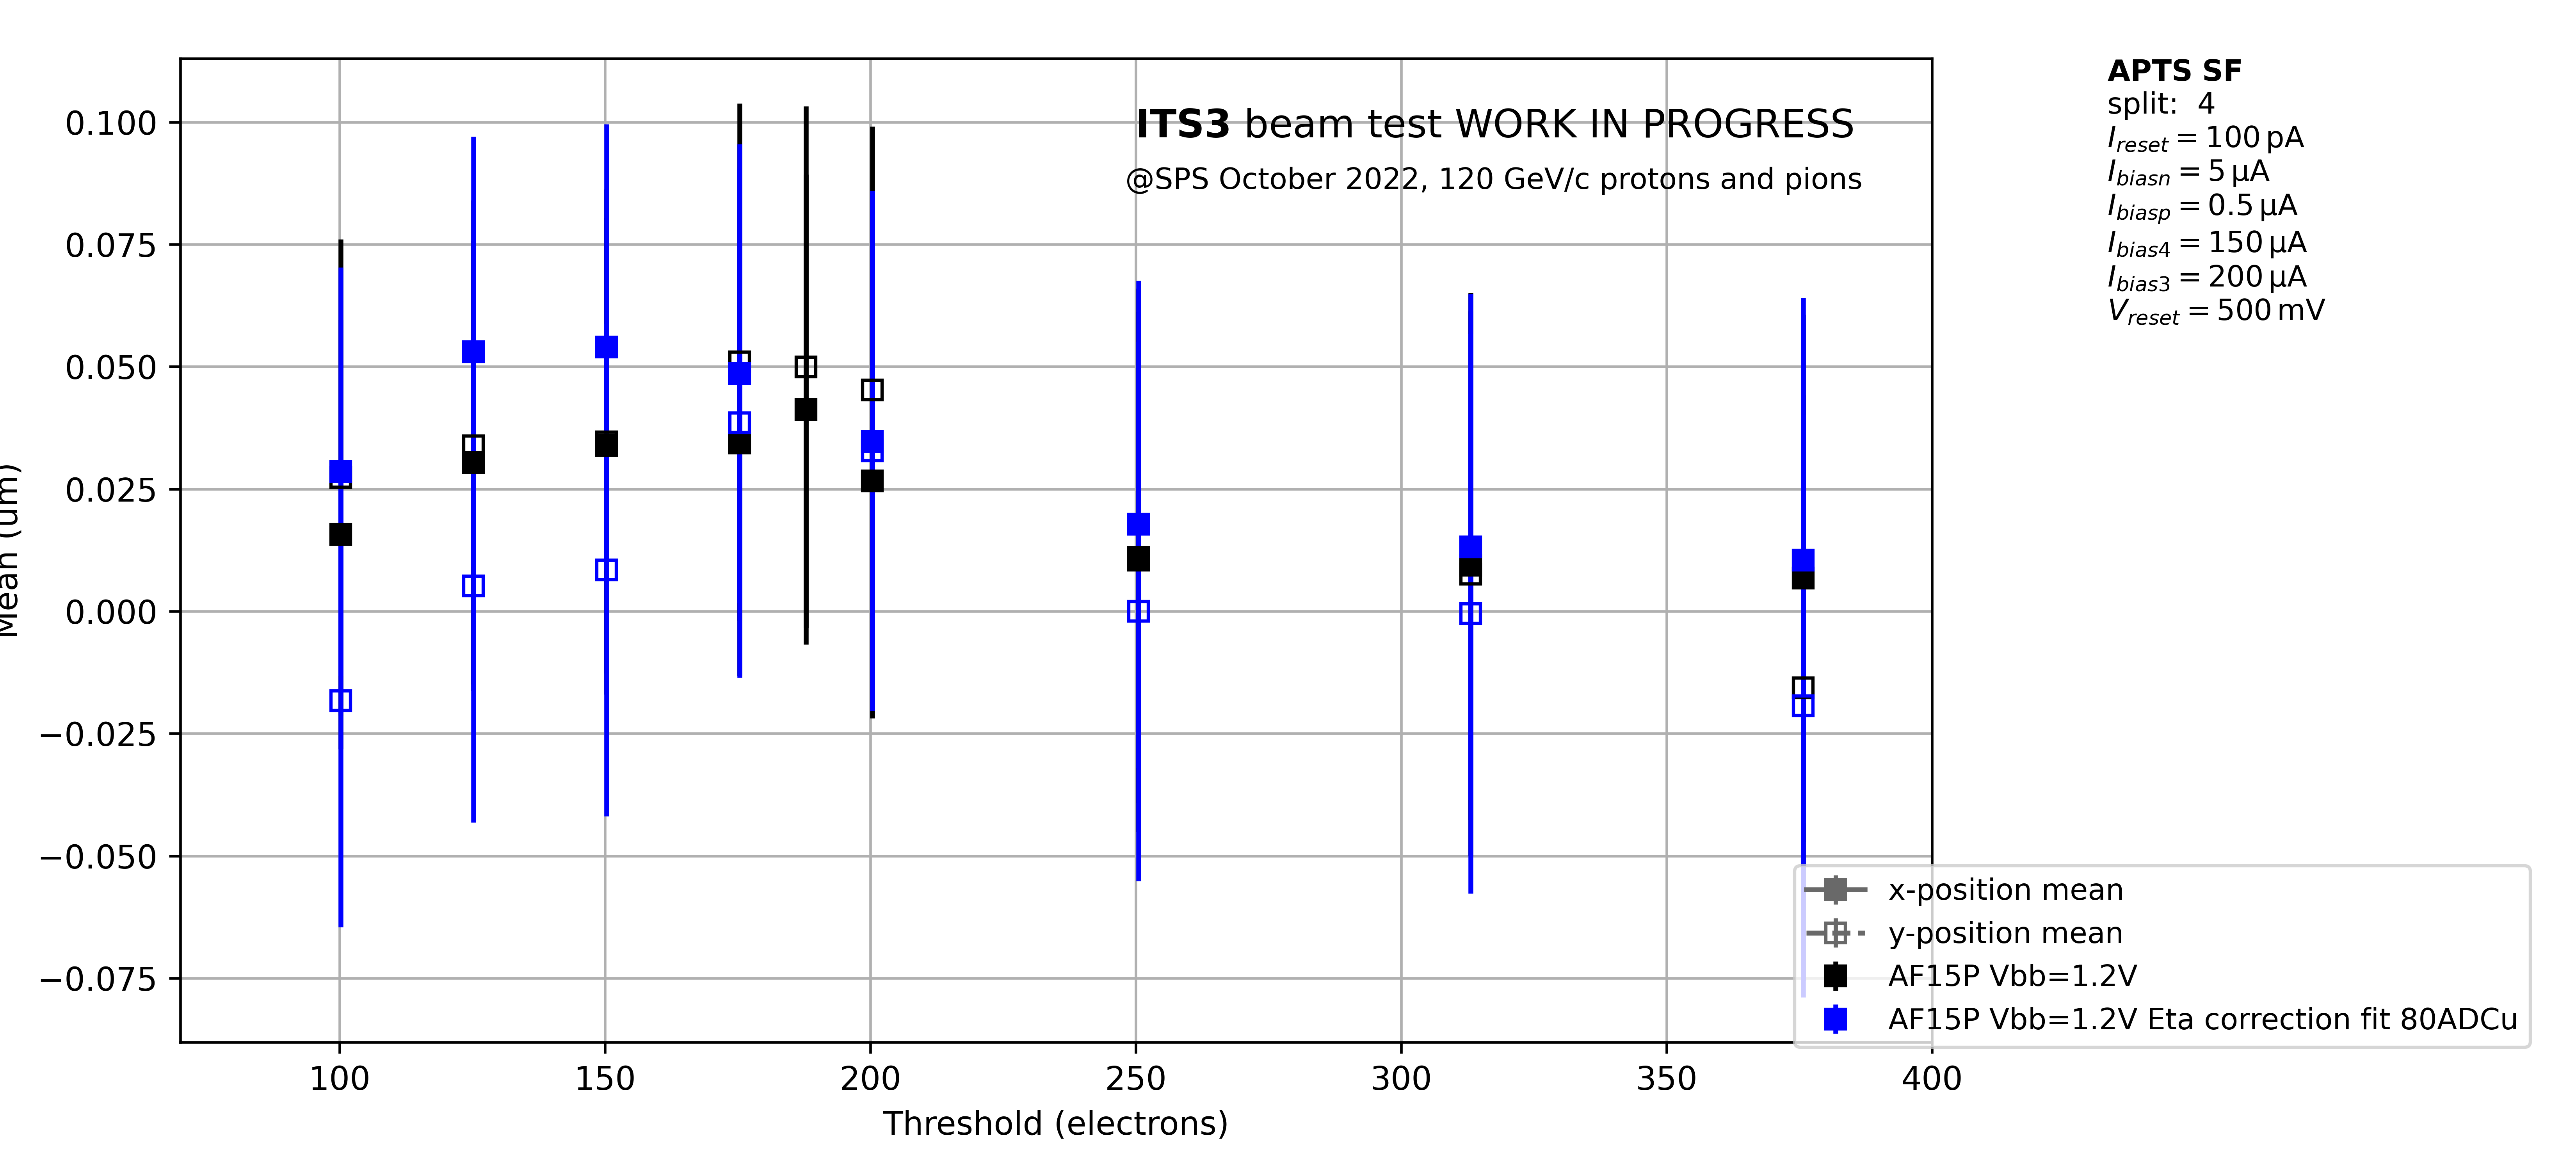 ITS3 beam test WORK IN PROGRESS
@SPS October 2022, 120 GeV/c protons and pions
APTS SF
split: 4
I_reset = 100 pA
I_biasn = 5 μA
I_biasp = 0.5 μA
I_bias4 = 150 μA
I_bias3 = 200 μA
V_reset = 500 mV
Mean (um)
0.100
0.075
0.050
0.025
0.000
−0.025
−0.050
−0.075
x-position mean
y-position mean
AF15P Vbb=1.2V
AF15P Vbb=1.2V Eta correction fit 80ADCu
100 150 200 250 300 350 400
Threshold (electrons)